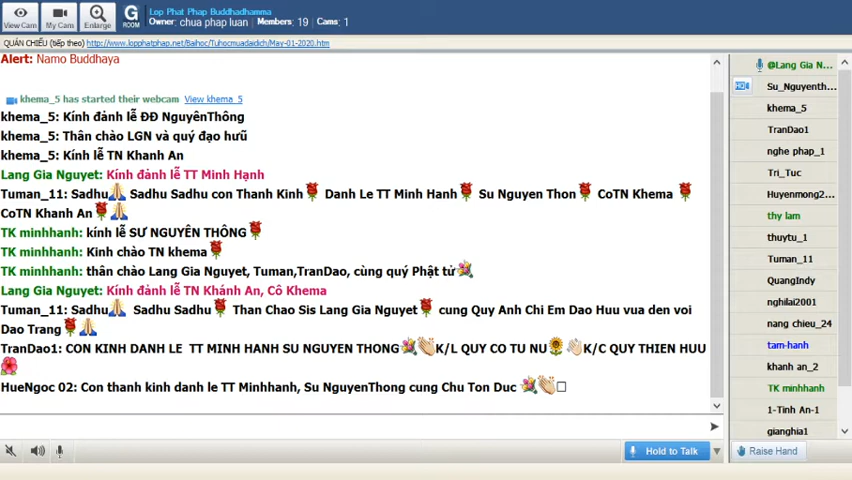 View Cam
My Cams
Enlarge
G
ROOM
Lop Phat Phap Buddhadhamma
Owner: chua phap luan Members: 19 Cams: 1
QUÁN CHIẾU (tiếp theo) http://www.lopphatphap.net/Baihoc/Tuhocmuadaidich/May-01-2020.htm
Alert: Namo Buddhaya
khema_5 has started their webcam View khema_5
khema_5: Kính đảnh lễ ĐĐ NguyênThông
khema_5: Thân chào LGN và quý đạo hưũ
khema_5: Kính lễ TN Khanh An
Lang Gia Nguyet: Kính đảnh lễ TT Minh Hạnh
Tuman_11: Sadhu Sadhu Sadhu con Thanh Kinh Danh Le TT Minh Hanh Su Nguyen Thon CoTN Khema
CoTN Khanh An
TK minhhanh: kính lễ SƯ NGUYÊN THÔNG
TK minhhanh: Kinh chào TN khema
TK minhhanh: thân chào Lang Gia Nguyet, Tuman,TranDao, cùng quý Phật tử
Lang Gia Nguyet: Kính đảnh lễ TN Khánh An, Cô Khema
Tuman_11: Sadhu Sadhu Sadhu Than Chao Sis Lang Gia Nguyet cung Quy Anh Chi Em Dao Huu vua den voi
Dao Trang
TranDao1: CON KINH DANH LE TT MINH HANH SU NGUYEN THONG K/L QUY CO TU NU K/C QUY THIEN HUU
HueNgoc 02: Con thanh kinh danh le TT Minhhanh, Su NguyenThong cung Chu Ton Duc
Hold to Talk
@Lang Gia N...
HD
Su_Nguyenth...
khema_5
TranDao1
nghe phap_1
Tri_Tuc
Huyenmong2...
thy lam
thuytu_1
Tuman_11
QuangIndy
nghilai2001
nang chieu_24
tam-hanh
khanh an_2
TK minhhanh
1-Tinh An-1
gianghia1
Raise Hand